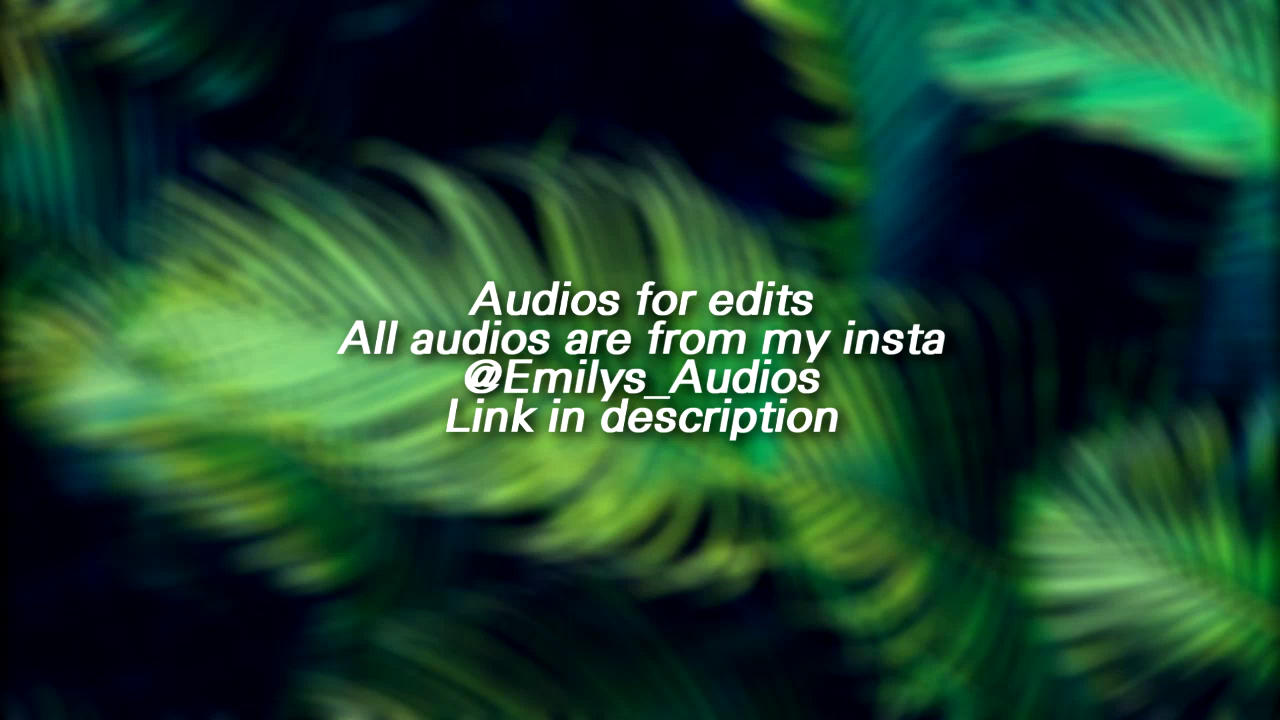 Audios for edits
All audios are from my insta
@Emilys_Audios
Link in description